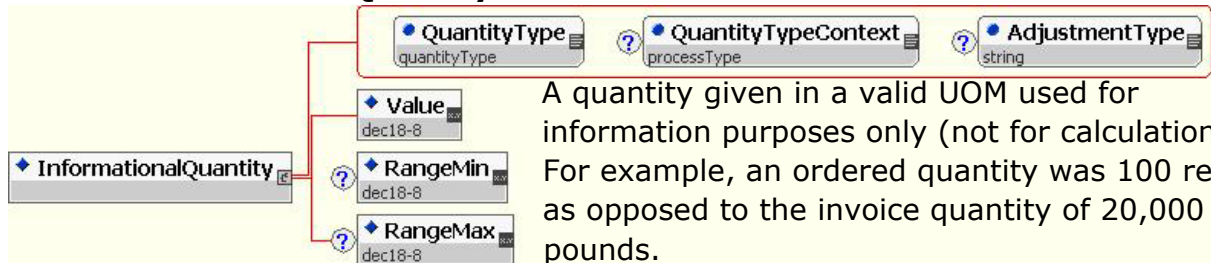 QuantityType
quantityType
? QuantityTypeContext
processType
? AdjustmentType
string
Value
dec18-8
InformationalQuantity
? RangeMin
dec18-8
? RangeMax
dec18-8
A quantity given in a valid UOM used for
information purposes only (not for calculation
For example, an ordered quantity was 100 re
as opposed to the invoice quantity of 20,000
pounds.